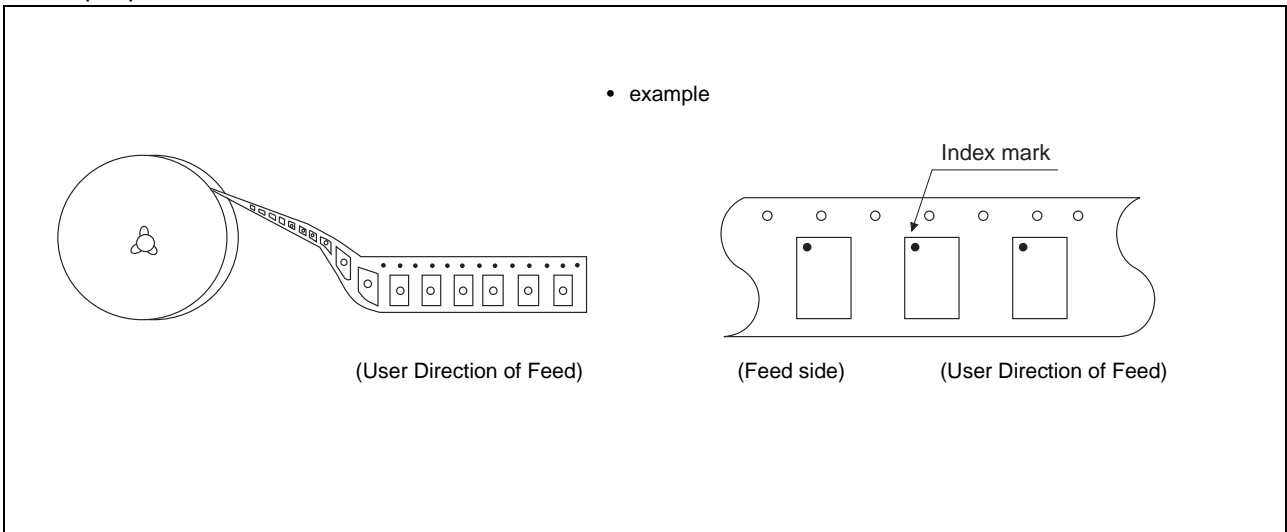 • example
Index mark
(User Direction of Feed)
(Feed side)
(User Direction of Feed)